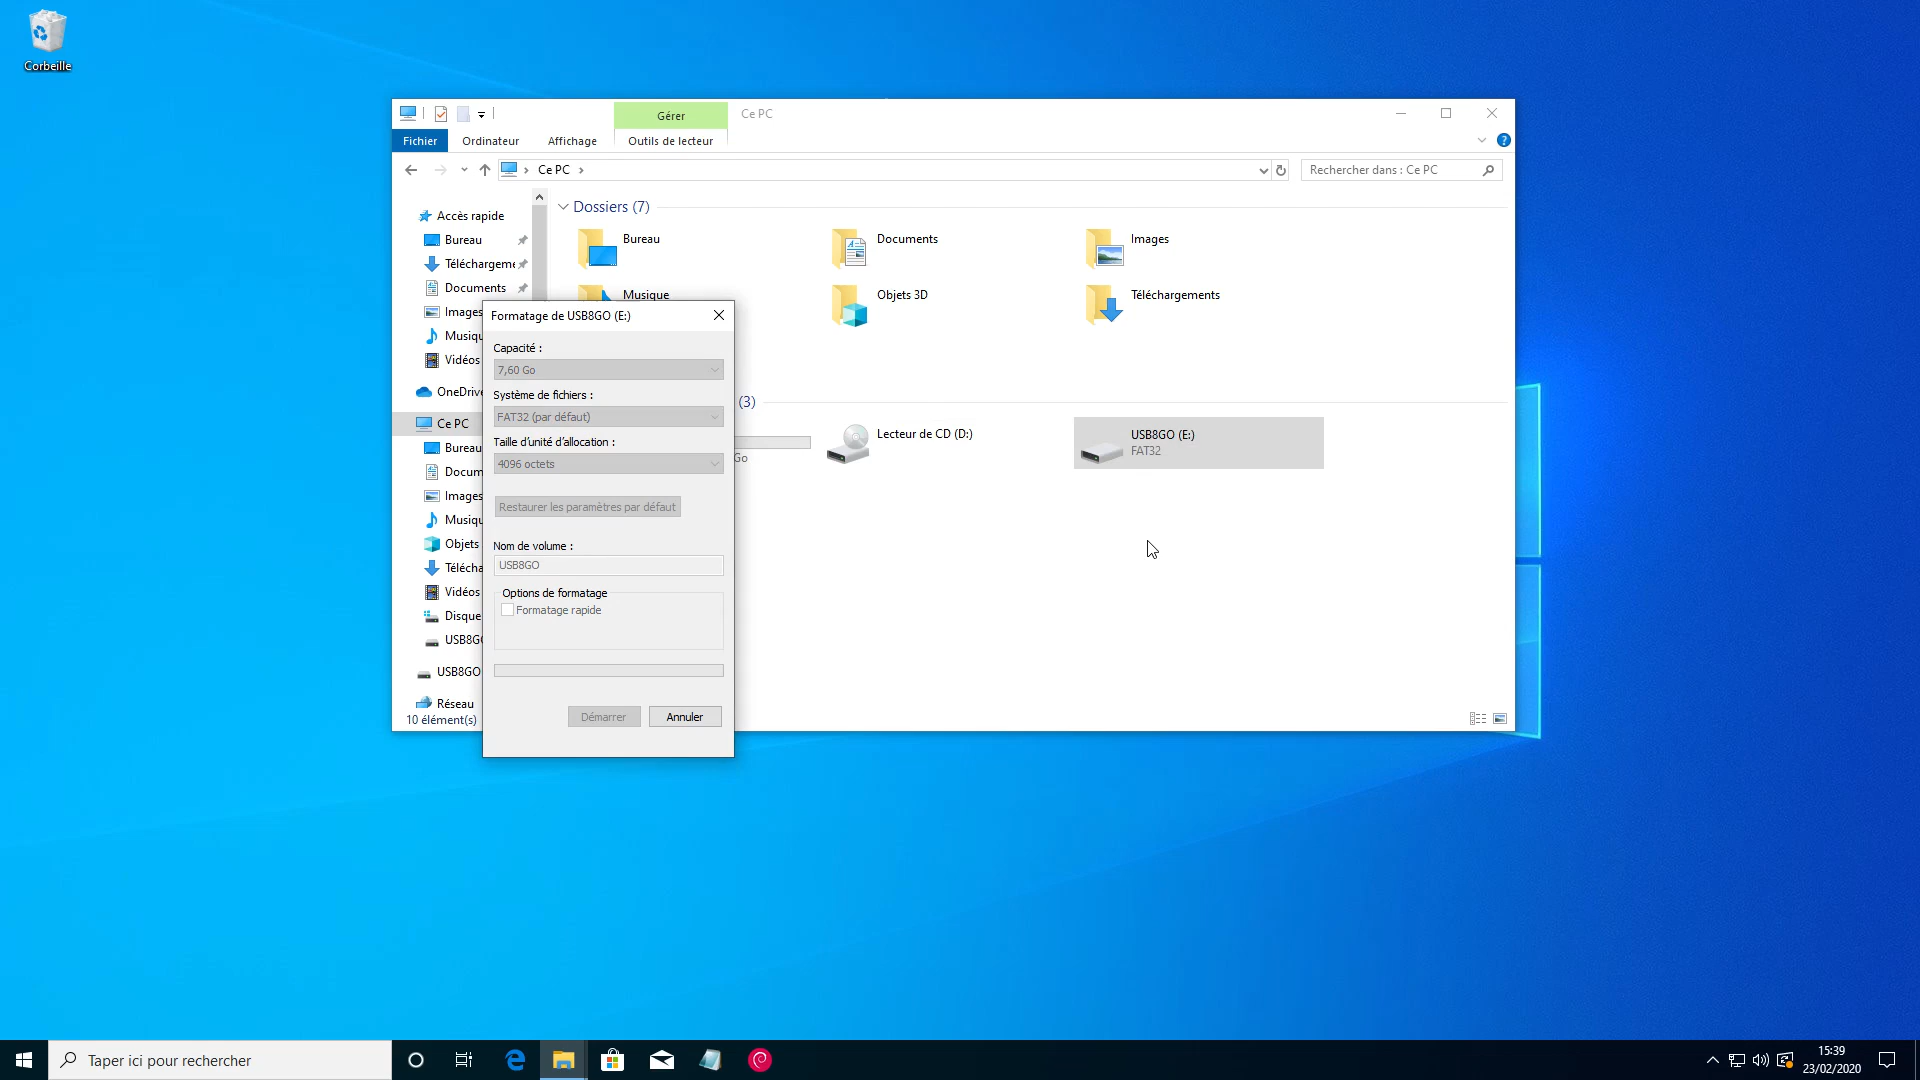 Corbeille
Gérer
Ce PC
Fichier
Ordinateur
Affichage
Outils de lecteur
Ce PC
Rechercher dans : Ce PC
Accès rapide
Bureau
Téléchargeme
Documents
Images
Musiqu
Vidéos
OneDrive
Ce PC
Bureau
Docum
Images
Musiqu
Objets
Télécha
Vidéos
Disque
USB8GO
USB8GO
Réseau
10 élément(s)
Dossiers (7)
Bureau
Documents
Images
Musique
Objets 3D
Téléchargements
(3)
Go
Lecteur de CD (D:)
USB8GO (E:)
FAT32
Formatage de USB8GO (E:)
Capacité :
7,60 Go
Système de fichiers :
FAT32 (par défaut)
Taille d'unité d'allocation :
4096 octets
Restaurer les paramètres par défaut
Nom de volume :
USB8GO
Options de formatage
Formatage rapide
Démarrer
Annuler
Taper ici pour rechercher
15:39
23/02/2020